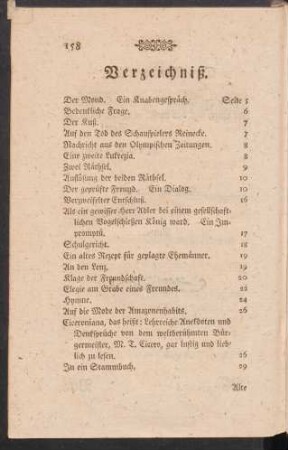 158
Verzeichniß.
Der Mond. Ein Knabengespräch. Seite 1
Bedenkliche Frage. 6
Der Kuß. 7
Auf den Tod des Schauspielers Reinecke. 7
Nachricht aus den Olympischen Zeitungen. 8
Eine zweite Lukrezia. 8
Zwei Räthsel. 9
Auflösung der beiden Räthsel. 10
Der geprüfte Freund. Ein Dialog. 10
Verzweifelter Entschluß. 16
Als ein gewisser Herr Adler bei einem gesellschaft-
lichen Vogelschießen König ward. Ein Im-
promptü. 17
Schulgericht. 18
Ein altes Rezept für geplagte Ehemänner. 19
An den Lenz. 19
Klage der Freundschaft. 20
Elegie am Grabe eines Freundes. 21
Hymne. 24
Auf die Mode der Amazonenhabits. 26
Ciceroniana, das heißt: Lehrreiche Anekdoten und
Denksprüche von dem weltberühmten Bür-
germeister, M. T. Cicero, gar lustig und lieb-
lich zu lesen. 26
In ein Stammbuch. 29
Alte